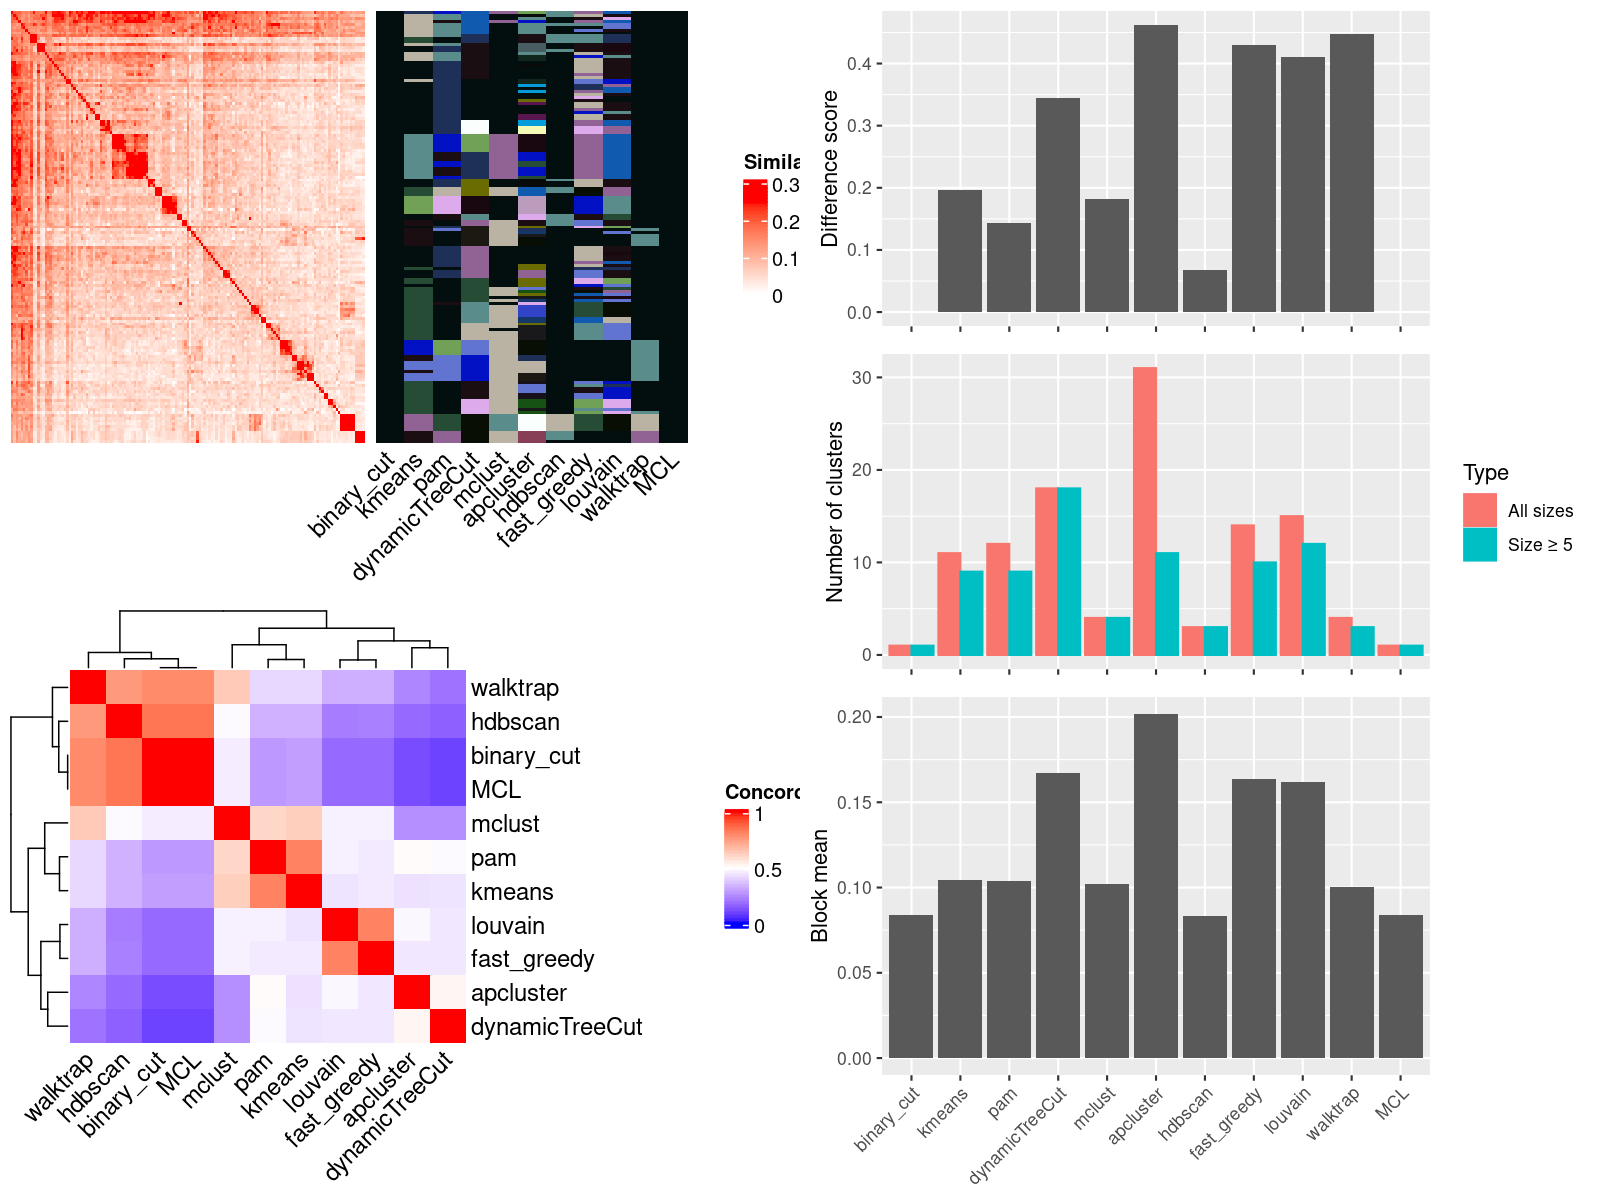 Simila
0.3
0.2
0.1
0
binary_cut
kmeans
pam
dynamicTreeCut
mclust
apcluster
hdbscan
fast_greedy
louvain
walktrap
MCL
walktrap
hdbscan
binary_cut
MCL
mclust
pam
kmeans
louvain
fast_greedy
apcluster
dynamicTreeCut
walktrap
hdbscan
binary_cut
MCL
mclust
pam
kmeans
louvain
fast_greedy
apcluster
dynamicTreeCut
Concord
1
0.5
0
Difference score
0.4
0.3
0.2
0.1
0.0
Number of clusters
30
20
10
0
Type
All sizes
Size ≥ 5
Block mean
0.20
0.15
0.10
0.05
0.00
binary_cut
kmeans
pam
dynamicTreeCut
mclust
apcluster
hdbscan
fast_greedy
louvain
walktrap
MCL